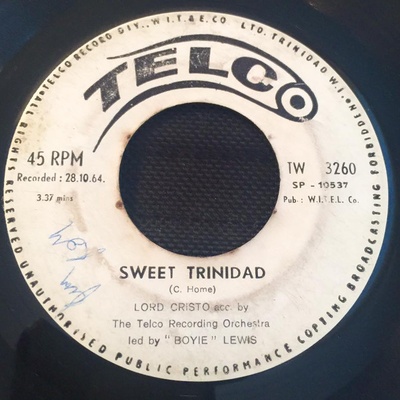 TELCO RECORD DIV., W.I.T. & E. CO. LTD. TRINIDAD W.I.
TELCO
45 RPM
Recorded : 28.10.64.
3.37 mins
TW 3260
SP - 10537
Pub : W.I.T.E.L. Co.
SWEET TRINIDAD
(C. Home)
LORD CRISTO acc. by
The Telco Recording Orchestra
led by "BOYIE" LEWIS
ALL RIGHTS RESERVED UNAUTHORISED PUBLIC PERFORMANCE COPYING BROADCASTING FORBIDDEN